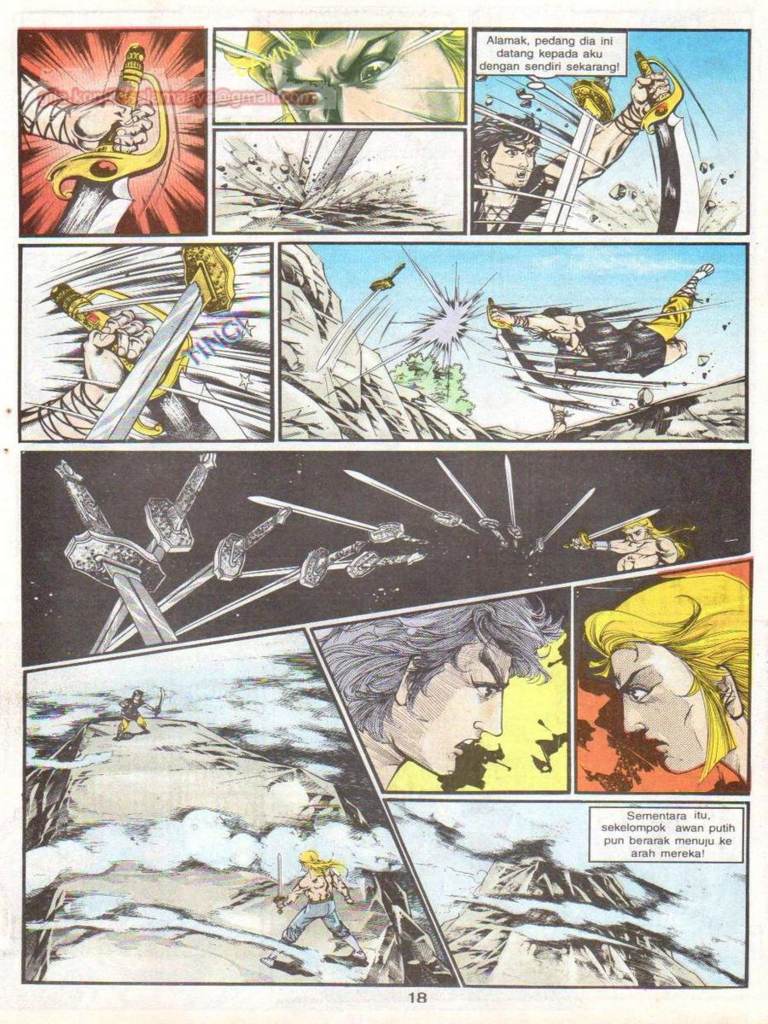 Alamak, pedang dia ini
datang kepada aku
dengan sendiri sekarang!
TING!
Sementara itu,
sekelompok awan putih
pun berarak menuju ke
arah mereka!
18